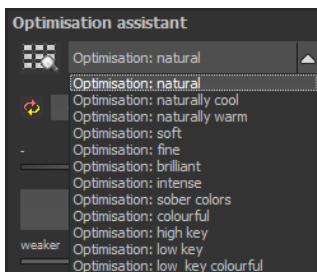 Optimisation assistant
Optimisation: natural
Optimisation: natural
Optimisation: naturally cool
Optimisation: naturally warm
Optimisation: soft
-
Optimisation: fine
Optimisation: brilliant
Optimisation: intense
Optimisation: sober colors
Optimisation: colourful
Optimisation: high key
weaker
Optimisation: low key
Optimisation: low key colourful